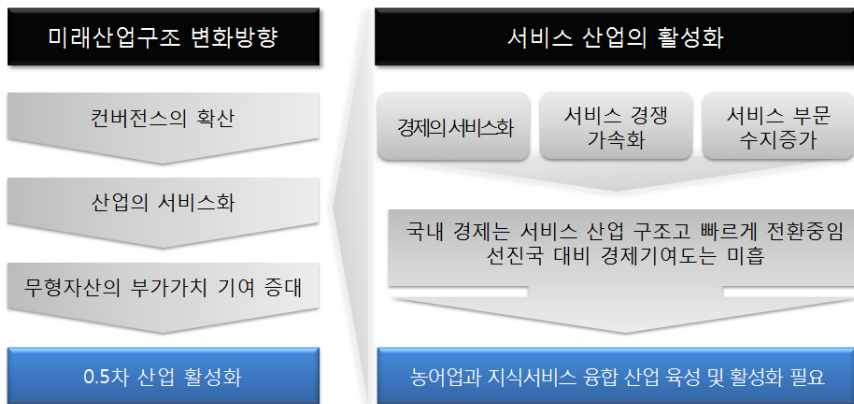 미래산업구조 변화방향
컨버전스의 확산
산업의 서비스화
무형자산의 부가가치 기여 증대
0.5차 산업 활성화
서비스 산업의 활성화
경제의 서비스화
서비스 경쟁
가속화
서비스 부문
수지증가
국내 경제는 서비스 산업 구조고 빠르게 전환중임
선진국 대비 경제기여도는 미흡
농어업과 지식서비스 융합 산업 육성 및 활성화 필요